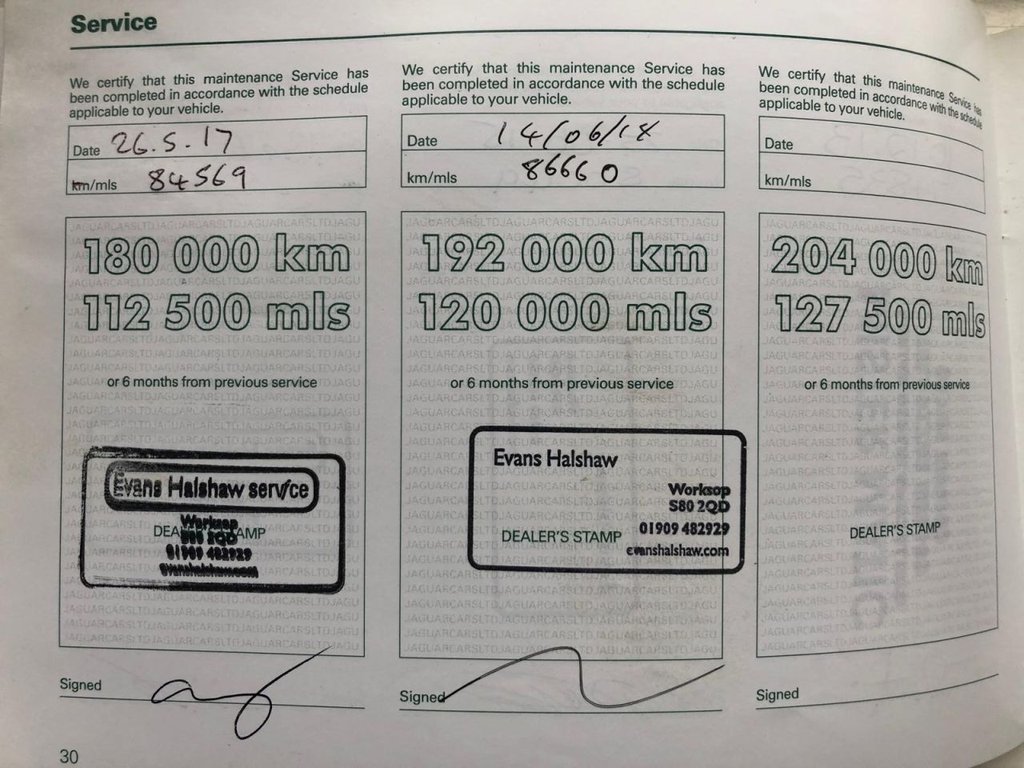 Service
We certify that this maintenance Service has
been completed in accordance with the schedule
applicable to your vehicle.
Date 26.5.17
km/mls 84569
180 000 km
112 500 mls
or 6 months from previous service
Evans Halshaw service
DEALER'S STAMP
Worksop
S80 2QD
01909 482929
evanshalshaw.com
Signed
We certify that this maintenance Service has
been completed in accordance with the schedule
applicable to your vehicle.
Date 14/06/18
km/mls 86660
192 000 km
120 000 mls
or 6 months from previous service
Evans Halshaw
Worksop
S80 2QD
01909 482929
DEALER'S STAMP
evanshalshaw.com
Signed
We certify that this maintenance Service has
been completed in accordance with the schedule
applicable to your vehicle.
Date
km/mls
204 000 km
127 500 mls
or 6 months from previous service
DEALER'S STAMP
Signed
30